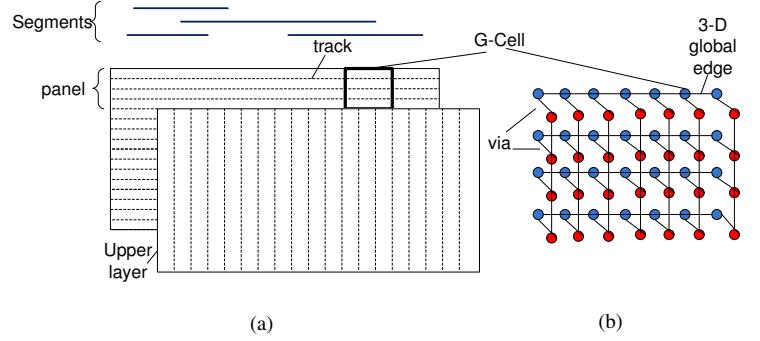 Segments
track
G-Cell
3-D
global
edge
panel
via
Upper
layer
(a)
(b)